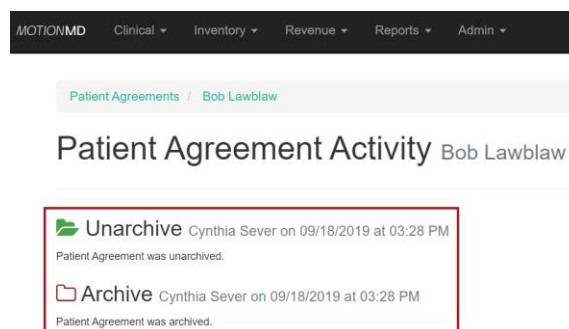 MOTIONMD Clinical Inventory Revenue Reports Admin
Patient Agreements / Bob Lawblaw
Patient Agreement Activity Bob Lawblaw
Unarchive Cynthia Sever on 09/18/2019 at 03:28 PM
Patient Agreement was unarchived.
Archive Cynthia Sever on 09/18/2019 at 03:28 PM
Patient Agreement was archived.